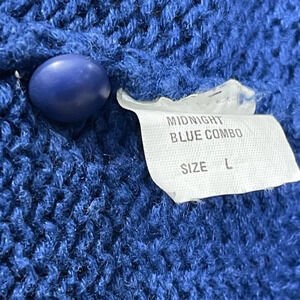 MIDNIGHT
BLUE COMBO
SIZE L